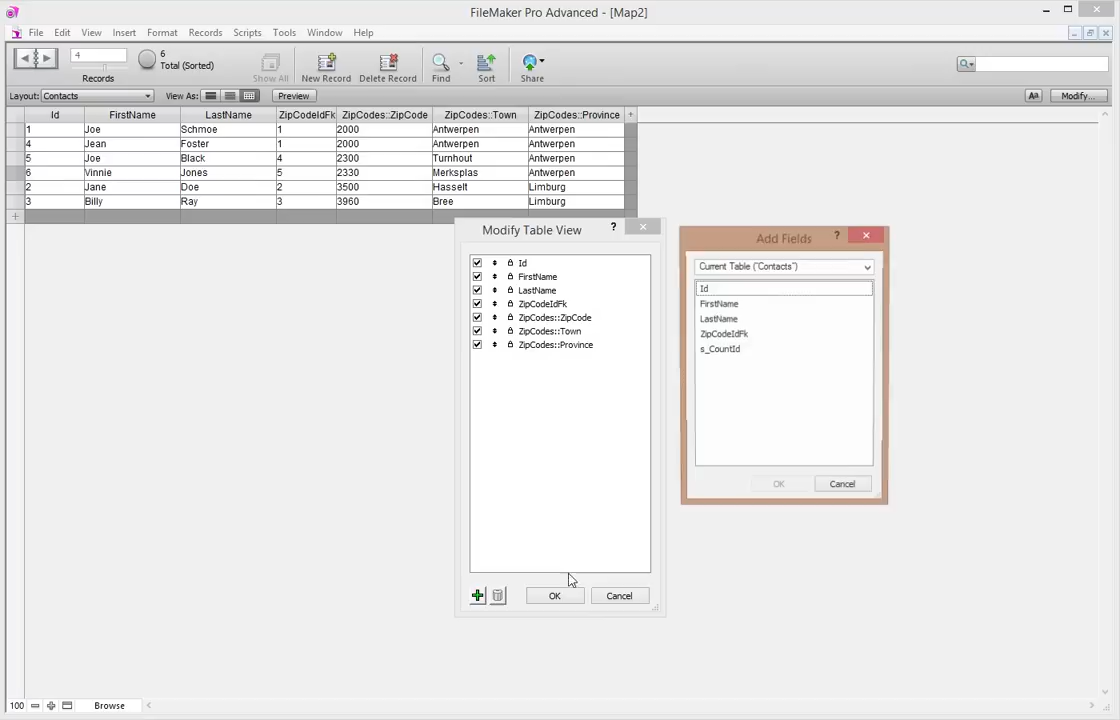 FileMaker Pro Advanced - [Map2]
File Edit View Insert Format Records Scripts Tools Window Help
4
6
Total (Sorted)
Records
Show All
New Record
Delete Record
Find
Sort
Share
Layout: Contacts
View As:
Preview
Aa
Modify...
Id FirstName LastName ZipCodeIdFk ZipCodes::ZipCode ZipCodes::Town ZipCodes::Province +
1 Joe Schmoe 1 2000 Antwerpen Antwerpen
4 Jean Foster 1 2000 Antwerpen Antwerpen
5 Joe Black 4 2300 Turnhout Antwerpen
6 Vinnie Jones 5 2330 Merksplas Antwerpen
2 Jane Doe 2 3500 Hasselt Limburg
3 Billy Ray 3 3960 Bree Limburg
Modify Table View ?
Id
FirstName
LastName
ZipCodeIdFk
ZipCodes::ZipCode
ZipCodes::Town
ZipCodes::Province
OK
Cancel
Add Fields ?
Current Table ("Contacts")
Id
FirstName
LastName
ZipCodeIdFk
s_CountId
OK
Cancel
100
Browse